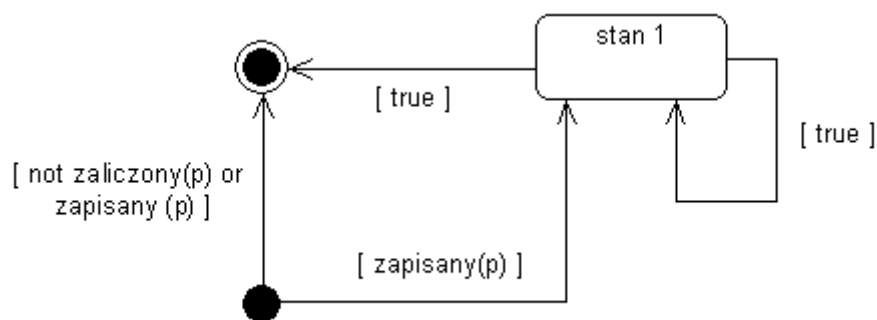 stan 1
[ true ]
[ true ]
[ not zaliczony(p) or
zapisany (p) ]
[ zapisany(p) ]